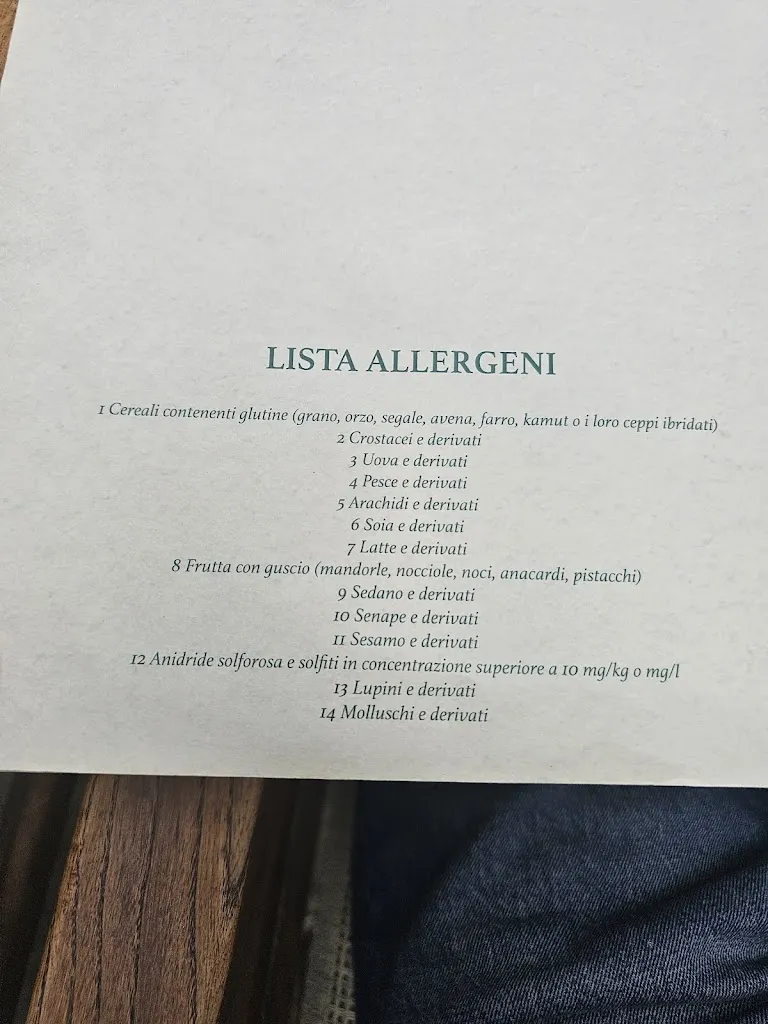 LISTA ALLERGENI
1 Cereali contenenti glutine (grano, orzo, segale, avena, farro, kamut o i loro ceppi ibridati)
2 Crostacei e derivati
3 Uova e derivati
4 Pesce e derivati
5 Arachidi e derivati
6 Soia e derivati
7 Latte e derivati
8 Frutta con guscio (mandorle, nocciole, noci, anacardi, pistacchi)
9 Sedano e derivati
10 Senape e derivati
11 Sesamo e derivati
12 Anidride solforosa e solfiti in concentrazione superiore a 10 mg/kg o mg/l
13 Lupini e derivati
14 Molluschi e derivati